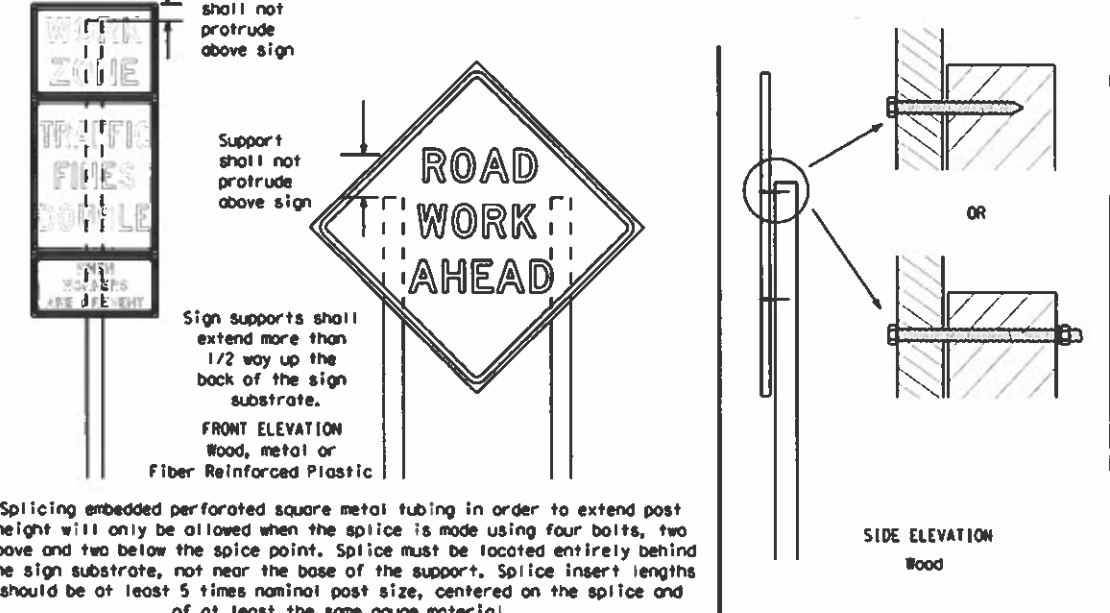 shall not
protrude
above sign
WORK
ZONE
TRAFFIC
FINES
DOUBLE
WHEN
WORKERS
ARE PRESENT
Support
shall not
protrude
above sign
ROAD
WORK
AHEAD
Sign supports shall
extend more than
1/2 way up the
back of the sign
substrate.
FRONT ELEVATION
Wood, metal or
Fiber Reinforced Plastic
OR
SIDE ELEVATION
Wood
Splicing embedded perforated square metal tubing in order to extend post
height will only be allowed when the splice is made using four bolts, two
above and two below the spice point. Splice must be located entirely behind
the sign substrate, not near the base of the support. Splice insert lengths
should be at least 5 times nominal post size, centered on the splice and
of at least the same gauge material